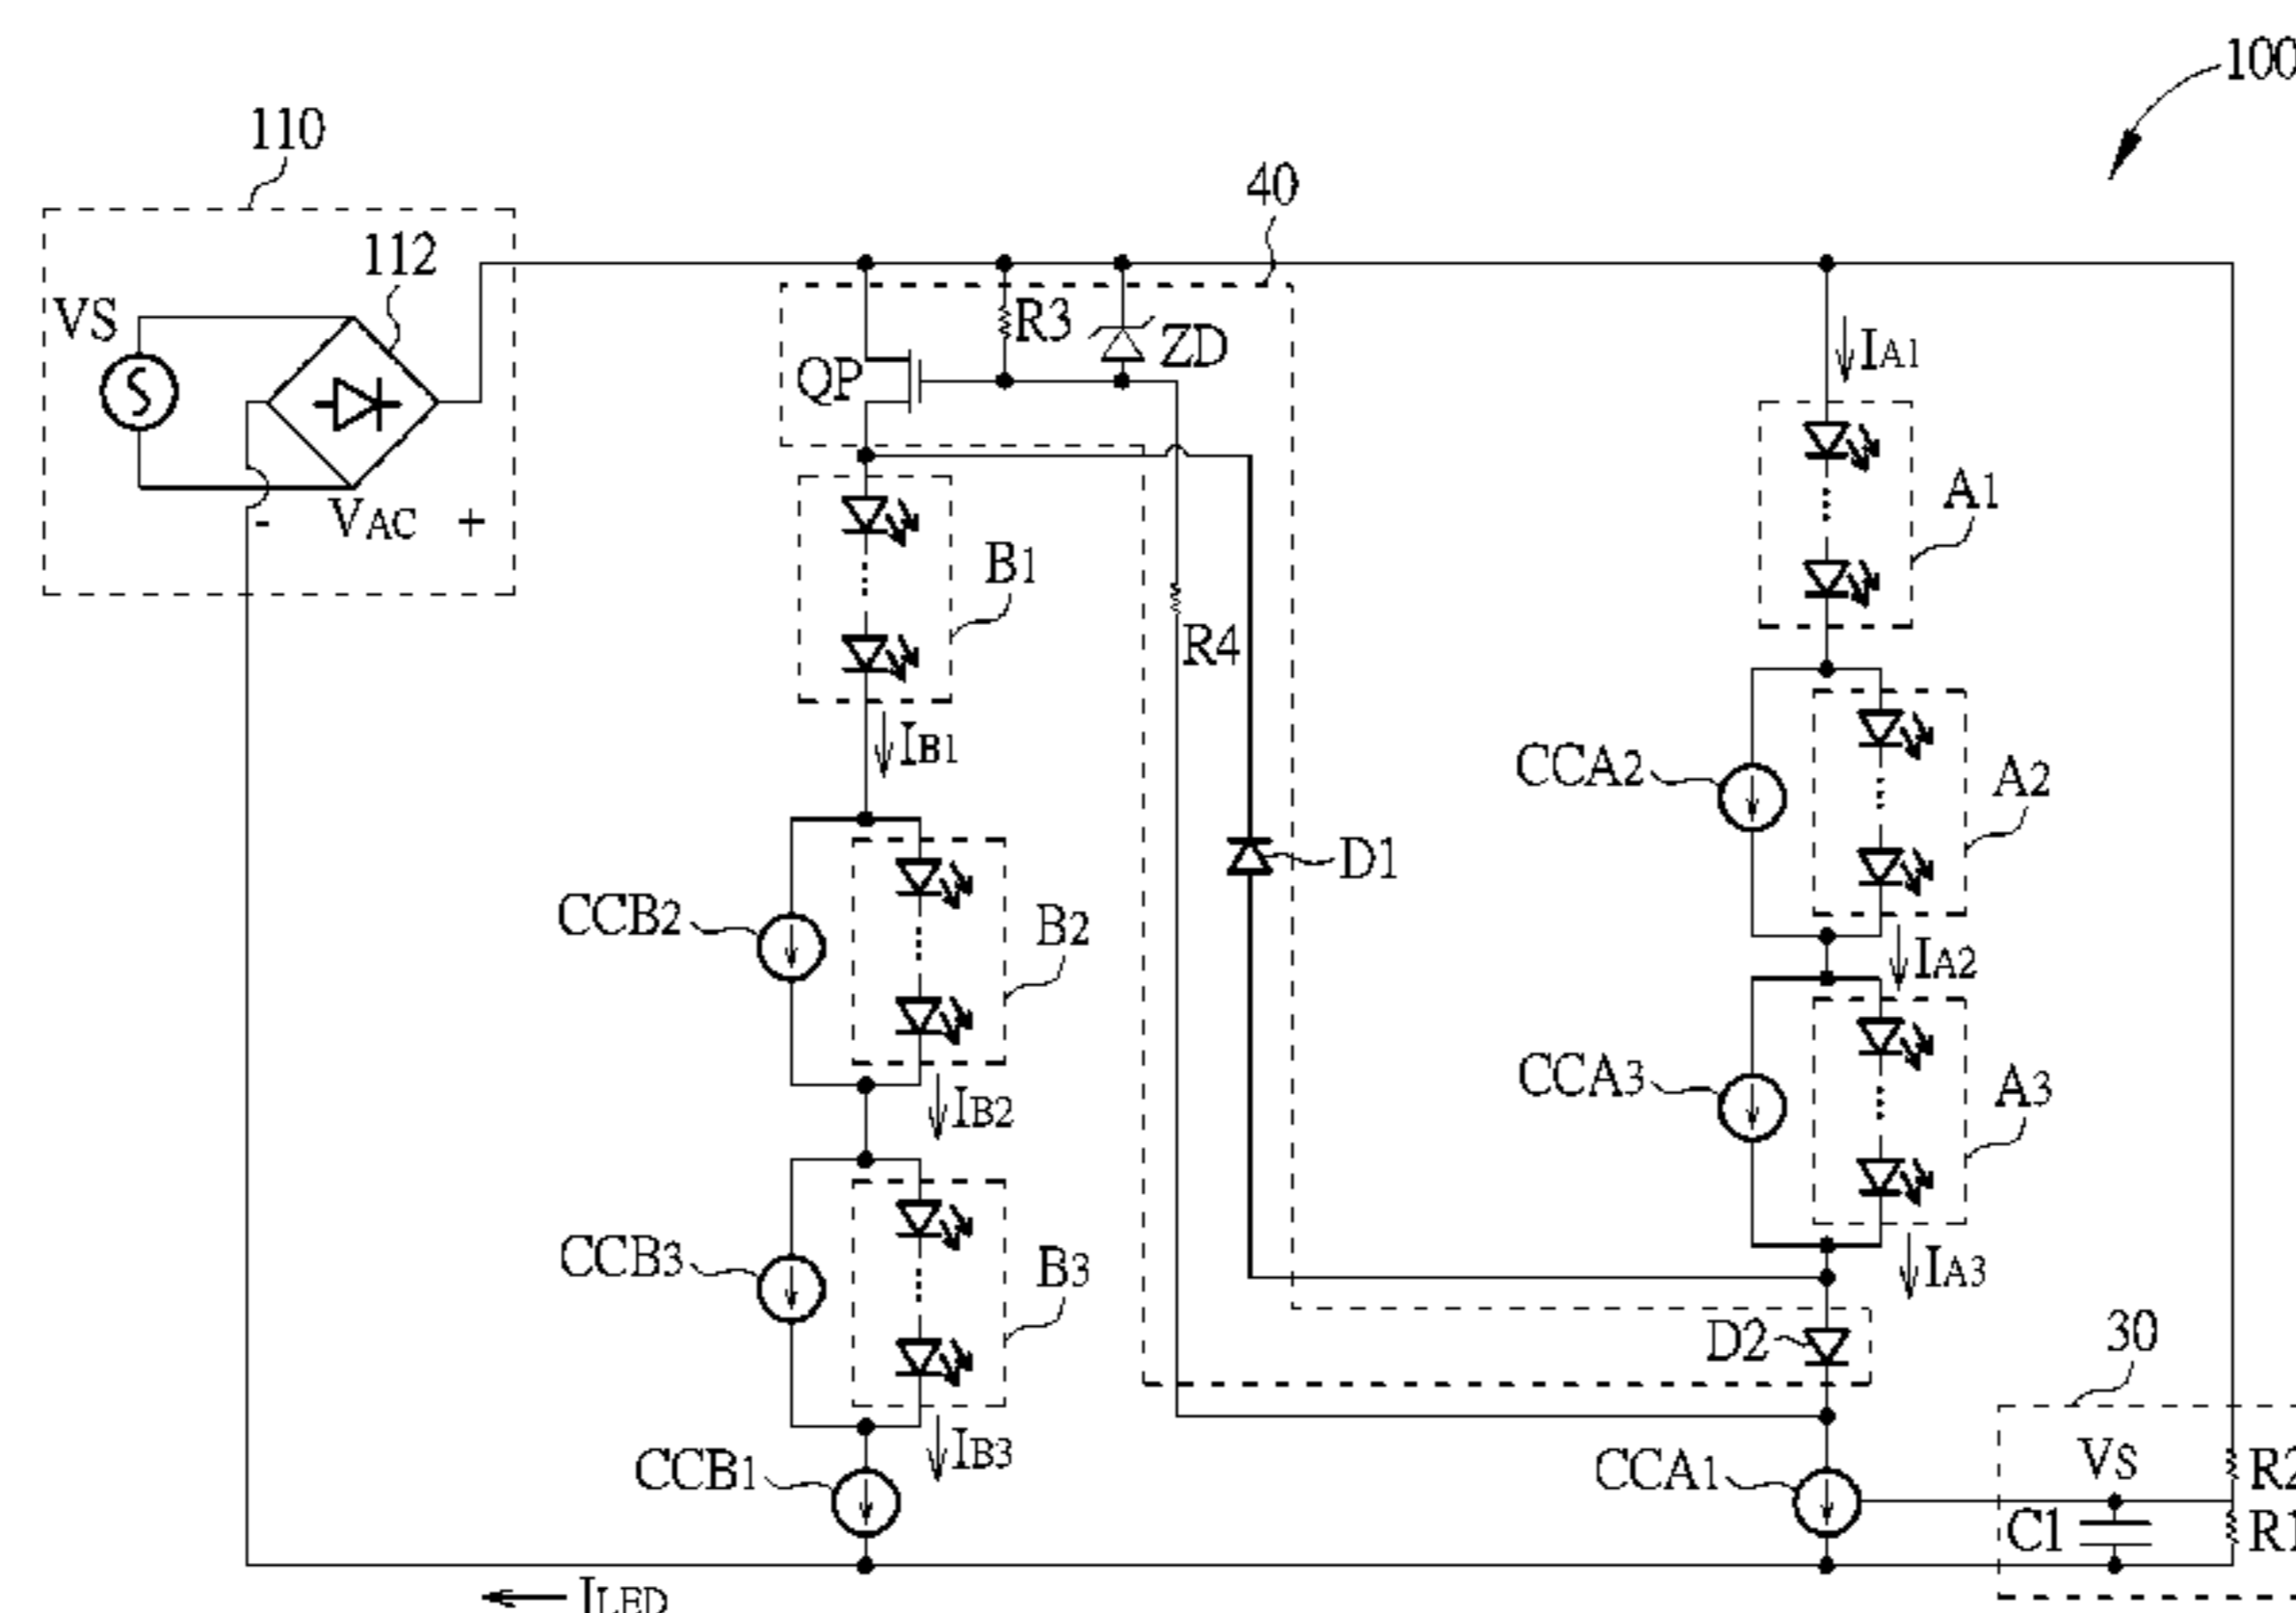 100
110
40
112
VS
R3
ZD
QP
IA1
VAC
-
+
A1
B1
R4
IB1
CCA2
A2
D1
CCB2
B2
IA2
CCA3
A3
IB2
CCB3
B3
IA3
D2
30
IB3
CCB1
CCA1
VS
R2
C1
R1
ILED